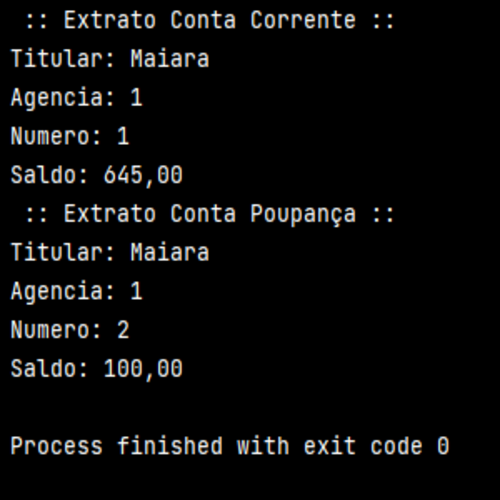 :: Extrato Conta Corrente ::
Titular: Maiara
Agencia: 1
Numero: 1
Saldo: 645,00
:: Extrato Conta Poupança ::
Titular: Maiara
Agencia: 1
Numero: 2
Saldo: 100,00
Process finished with exit code 0